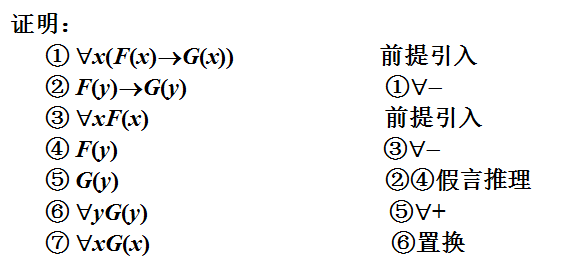 证明：
① ∀x(F(x)→G(x)) 前提引入
② F(y)→G(y) ①∀−
③ ∀xF(x) 前提引入
④ F(y) ③∀−
⑤ G(y) ②④假言推理
⑥ ∀yG(y) ⑤∀+
⑦ ∀xG(x) ⑥置换